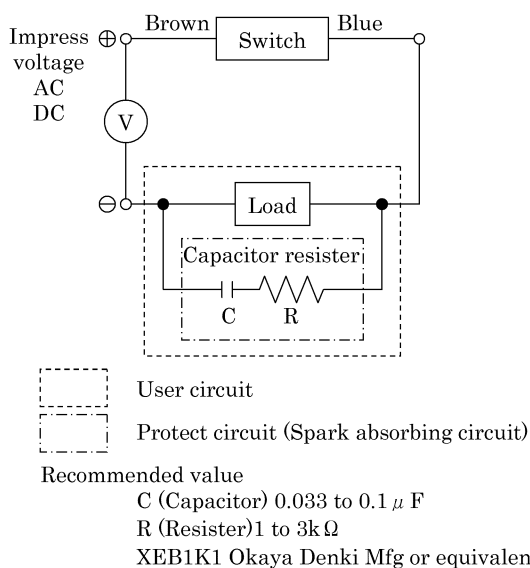 Impress
voltage
AC
DC
⊕
Brown
Switch
Blue
V
⊖
Load
Capacitor resister
C
R
User circuit
Protect circuit (Spark absorbing circuit)
Recommended value
C (Capacitor) 0.033 to 0.1 μ F
R (Resister)1 to 3k Ω
XEB1K1 Okaya Denki Mfg or equivalen